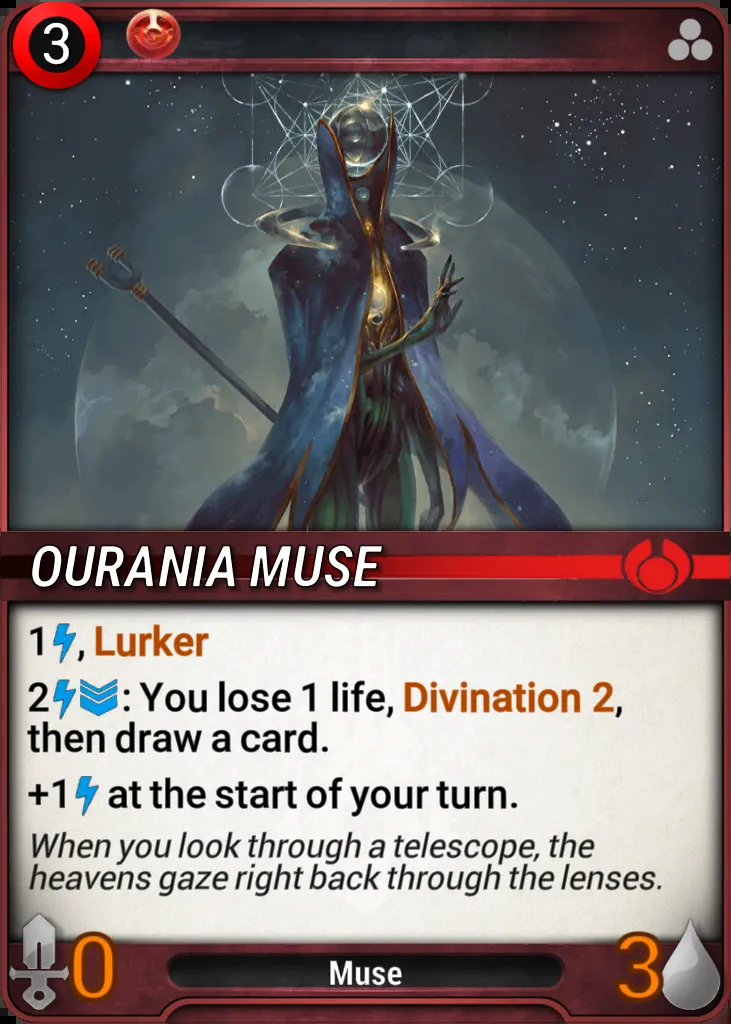 3
OURANIA MUSE
1, Lurker
2: You lose 1 life, Divination 2,
then draw a card.
+1 at the start of your turn.
When you look through a telescope, the
heavens gaze right back through the lenses.
0 Muse 3